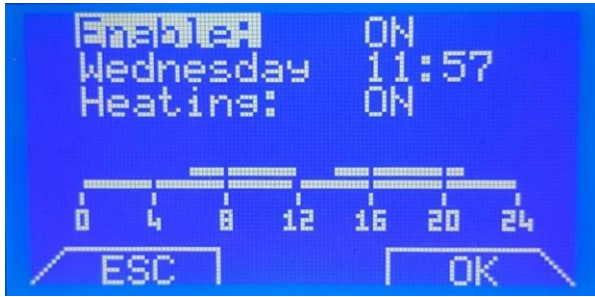 Enable: ON
Wednesday 11:57
Heating: ON
0 4 8 12 16 20 24
ESC OK